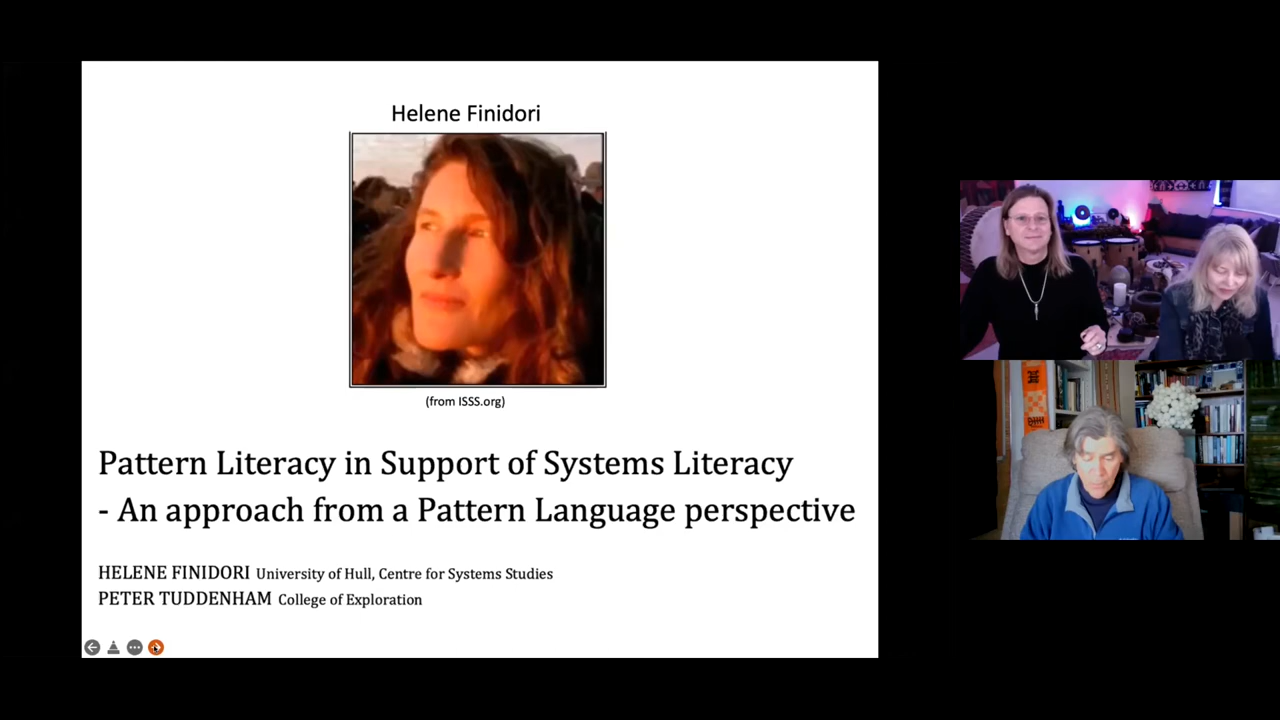 Helene Finidori
(from ISSS.org)
Pattern Literacy in Support of Systems Literacy
- An approach from a Pattern Language perspective
HELENE FINIDORI University of Hull, Centre for Systems Studies
PETER TUDDENHAM College of Exploration